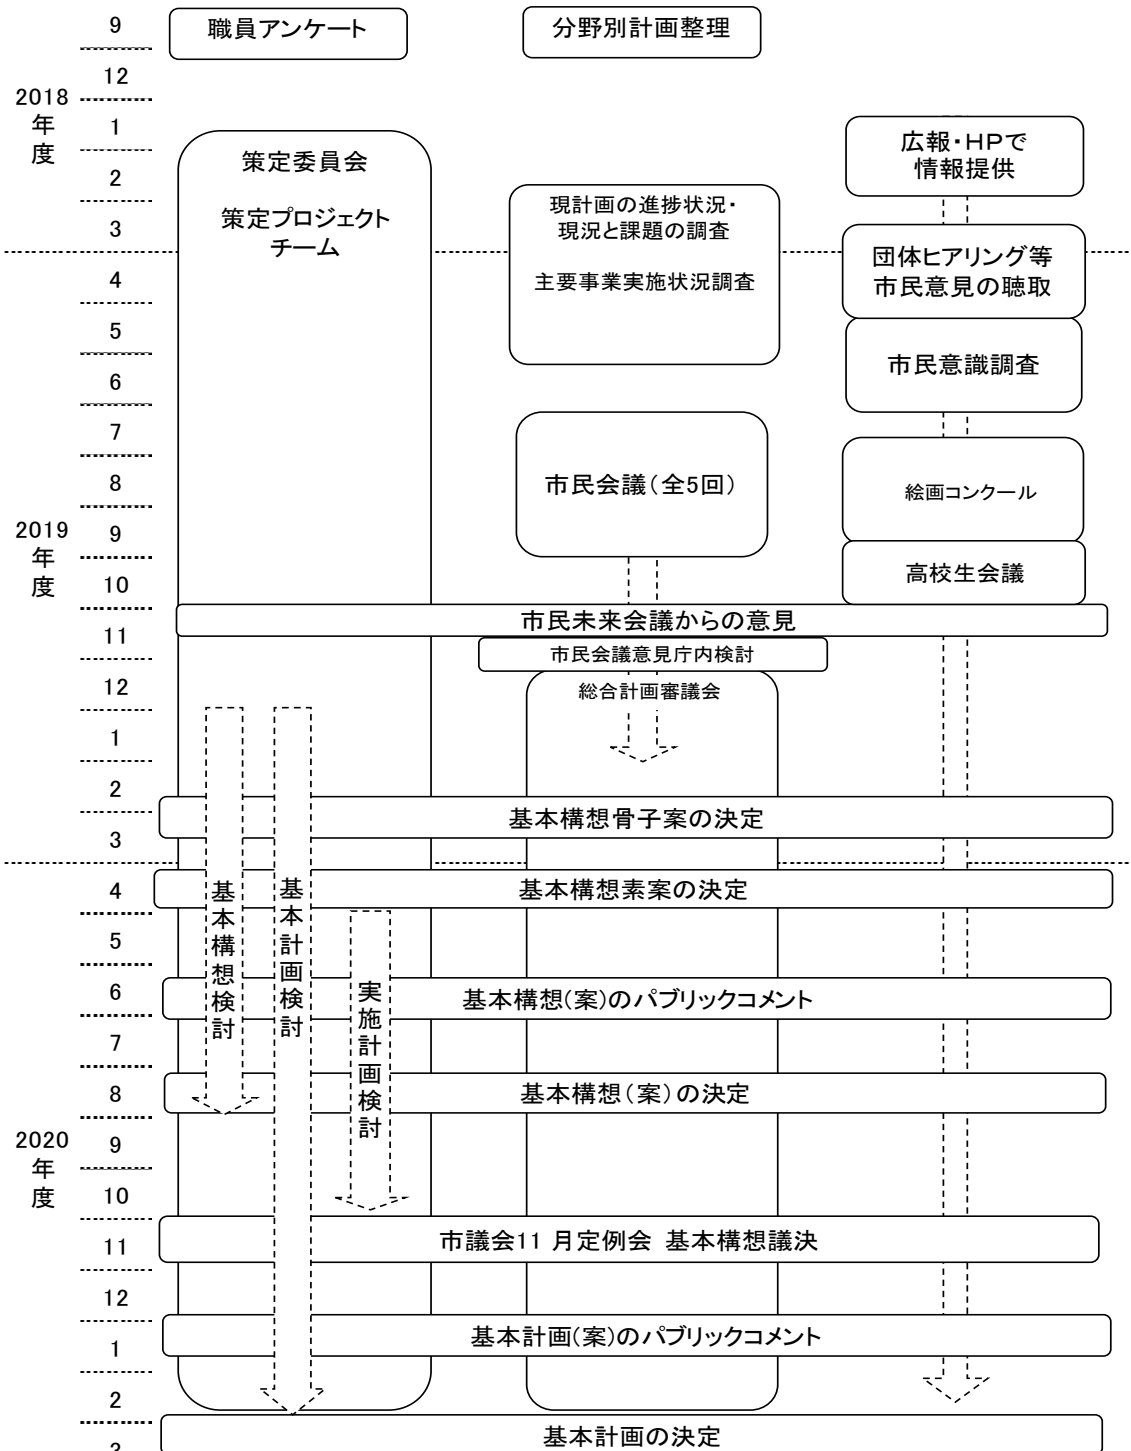 9
職員アンケート
分野別計画整理
12
2018
年
度
1
広報・HPで
情報提供
策定委員会
2
策定プロジェクト
チーム
現計画の進捗状況・
現況と課題の調査
3
主要事業実施状況調査
団体ヒアリング等
市民意見の聴取
4
5
市民意識調査
6
7
市民会議（全5回）
8
絵画コンクール
2019
年
度
9
高校生会議
10
市民未来会議からの意見
11
市民会議意見庁内検討
12
総合計画審議会
1
2
基本構想骨子案の決定
3
4
基本構想素案の決定
基本構想検討
基本計画検討
実施計画検討
5
6
基本構想(案)のパブリックコメント
7
8
基本構想（案）の決定
2020
年
度
9
10
11
市議会11 月定例会 基本構想議決
12
基本計画(案)のパブリックコメント
1
2
基本計画の決定
3